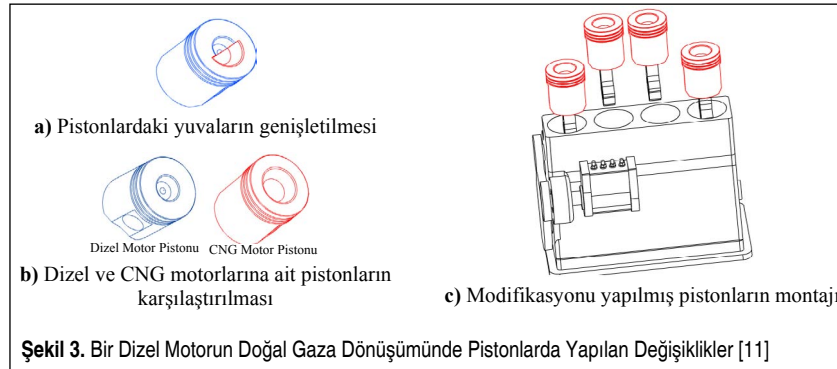 a) Pistonlardaki yuvaların genişletilmesi
Dizel Motor Pistonu
CNG Motor Pistonu
b) Dizel ve CNG motorlarına ait pistonların
karşılaştırılması
c) Modifikasyonu yapılmış pistonların montajı
Şekil 3. Bir Dizel Motorun Doğal Gaza Dönüşümünde Pistonlarda Yapılan Değişiklikler [11]